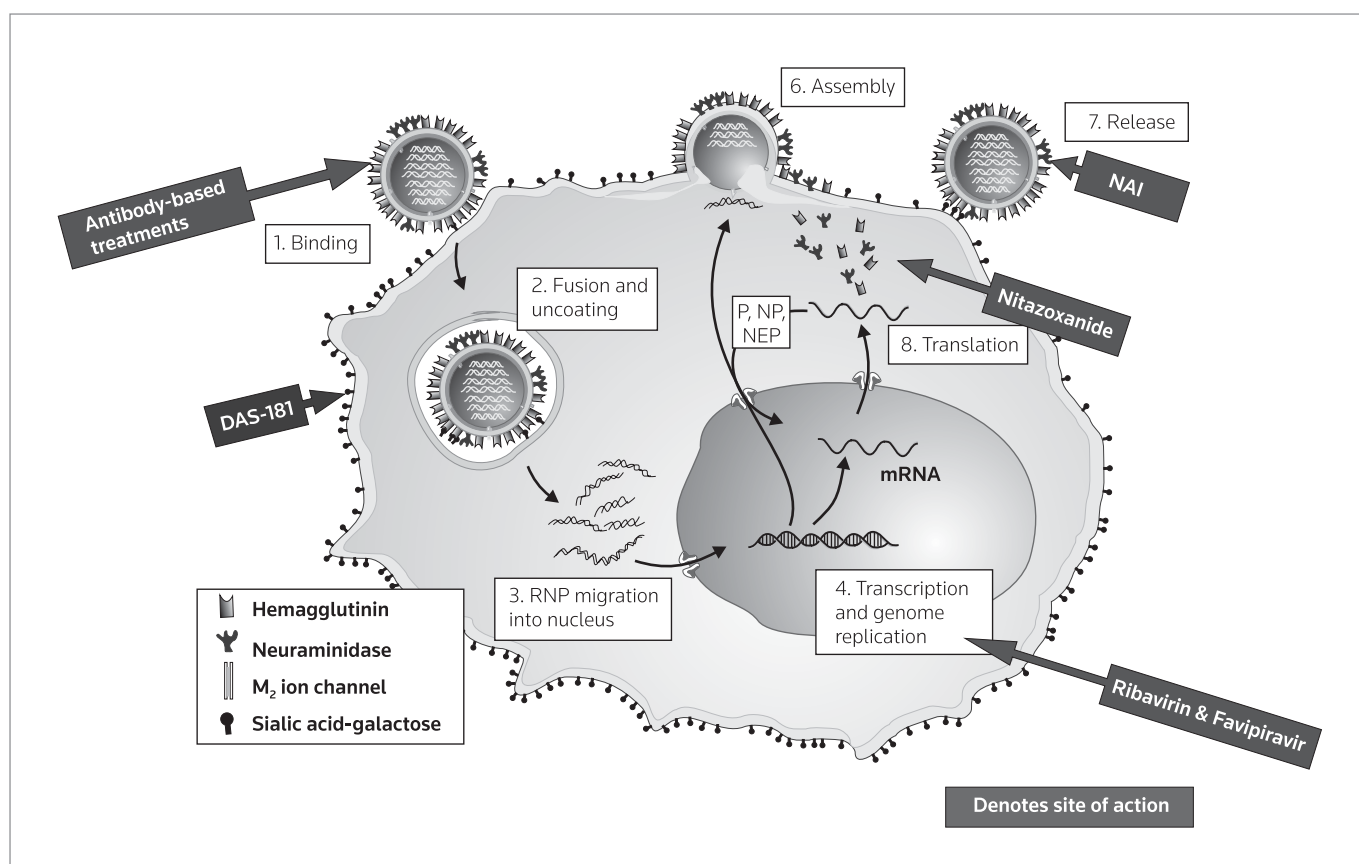 6. Assembly
7. Release
Antibody-based
treatments
NAI
1. Binding
2. Fusion and
uncoating
Nitazoxanide
P, NP,
NEP
8. Translation
DAS-181
mRNA
3. RNP migration
into nucleus
4. Transcription
and genome
replication
Hemagglutinin
Neuraminidase
M₂ ion channel
Sialic acid-galactose
Ribavirin & Favipiravir
Denotes site of action